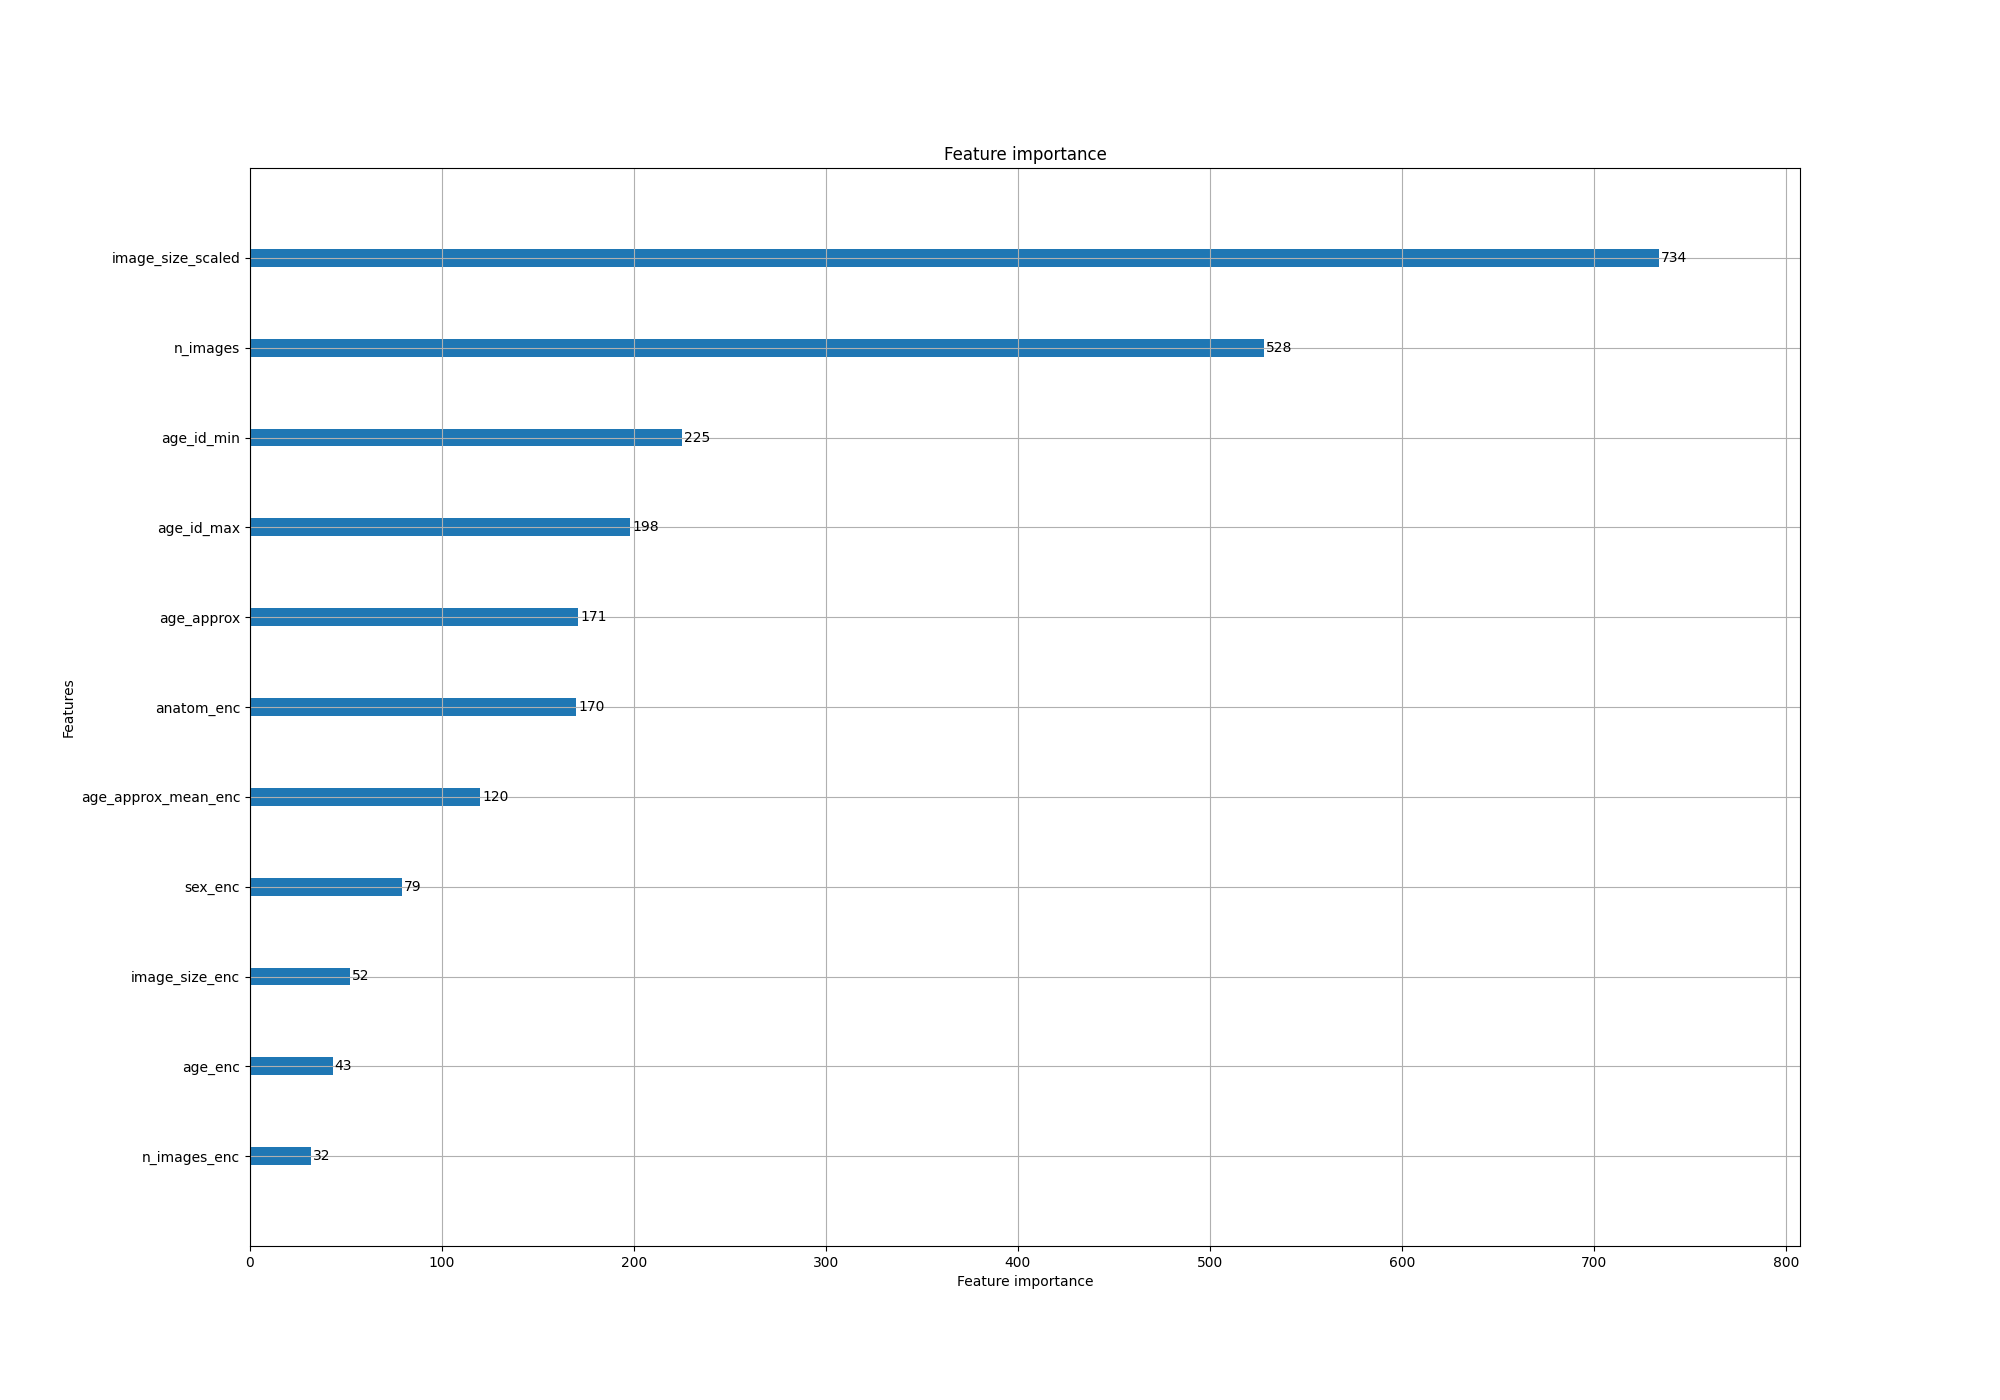 Feature importance
image_size_scaled 734
n_images 528
age_id_min 225
age_id_max 198
age_approx 171
anatom_enc 170
age_approx_mean_enc 120
sex_enc 79
image_size_enc 52
age_enc 43
n_images_enc 32
Features
0 100 200 300 400 500 600 700 800
Feature importance